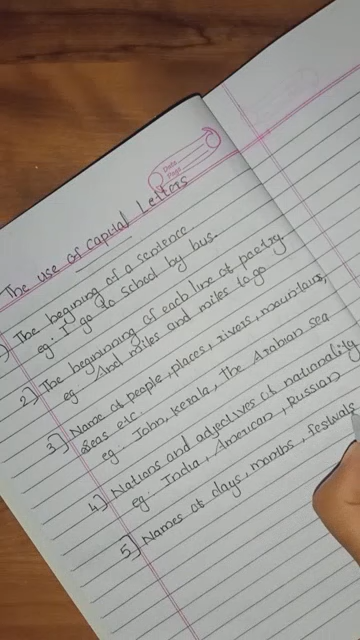 Date
Page
The use of capital Letters
1) The begining of a sentence
eg: I go to School by bus.
2) The beginning of each line of poetry.
eg And miles and miles to go
3) Name of people, places, rivers, mountains,
Seas etc.
eg: John, Kerala, The Arabian sea
4) Nations and adjectives of nationality
eg: India, American, Russian
5) Names of days, months, festivals